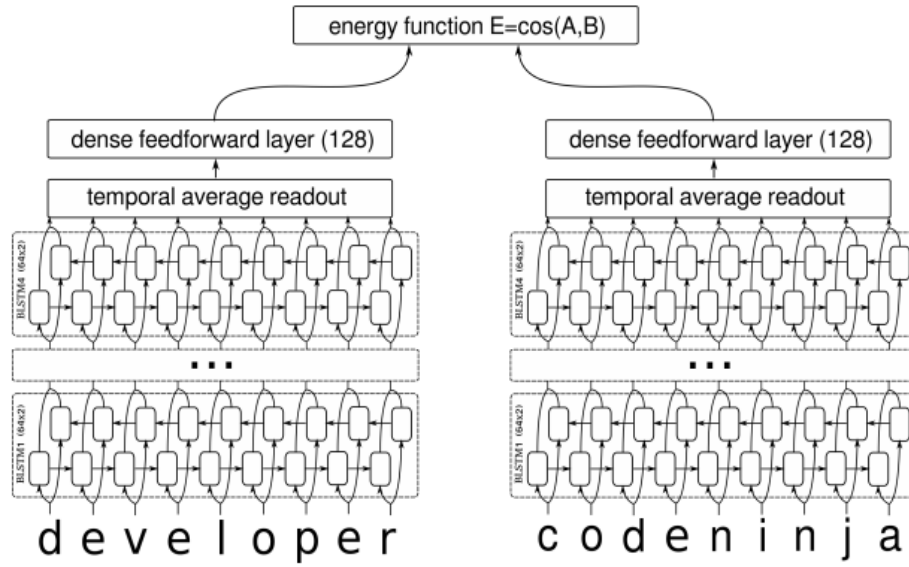 energy function E=cos(A,B)
dense feedforward layer (128)
dense feedforward layer (128)
temporal average readout
temporal average readout
BLSTM4 (64x2)
BLSTM4 (64x2)
...
...
BLSTM1 (64x2)
BLSTM1 (64x2)
d e v e l o p e r
c o d e n i n j a